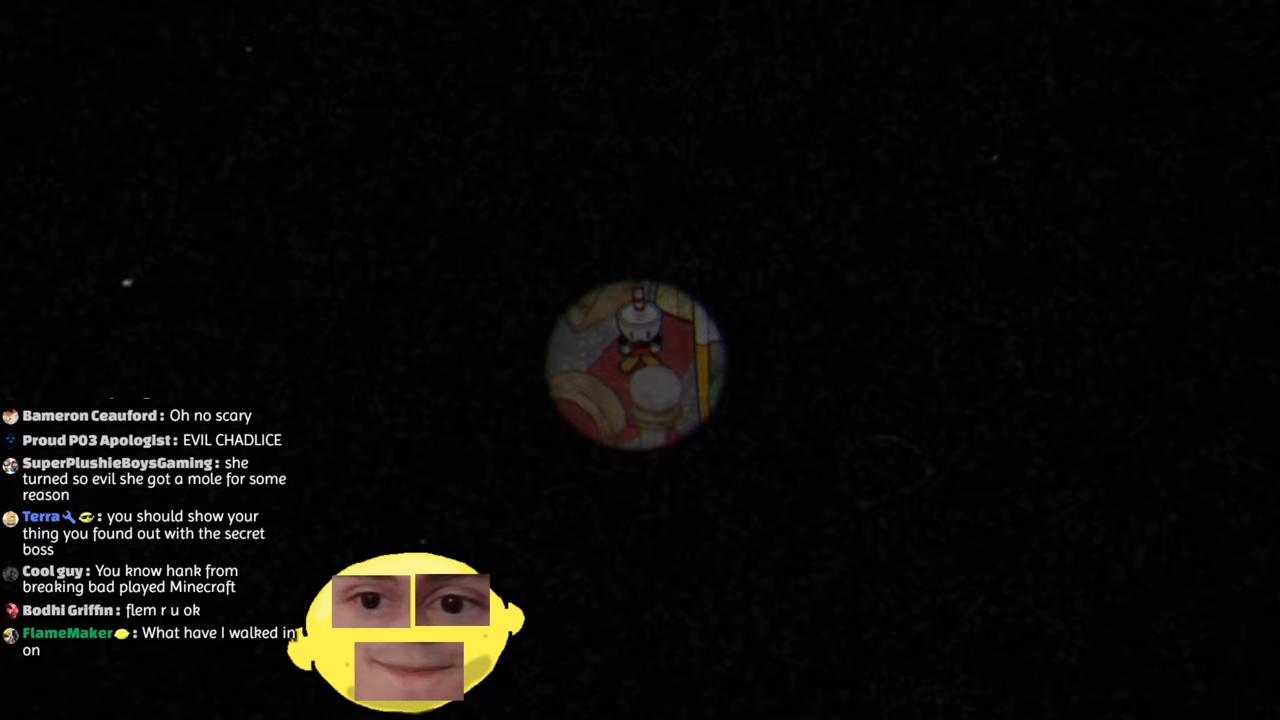 Bameron Ceauford : Oh no scary
Proud P03 Apologist : EVIL CHADLICE
SuperPlushieBoysGaming : she
turned so evil she got a mole for some
reason
Terra : you should show your
thing you found out with the secret
boss
Cool guy : You know hank from
breaking bad played Minecraft
Bodhi Griffin : flem r u ok
FlameMaker : What have I walked in
on